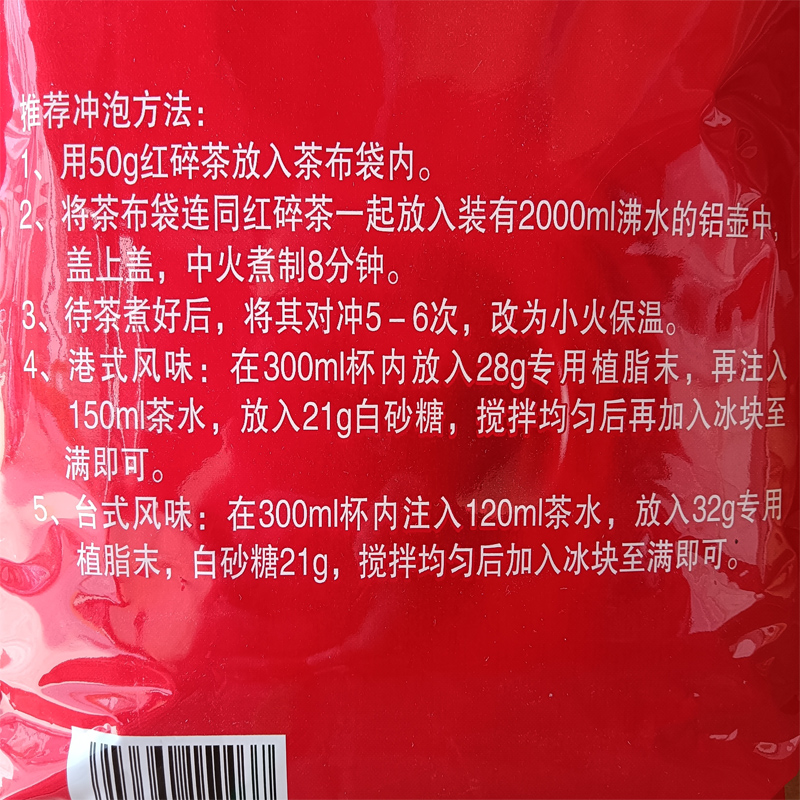 推荐冲泡方法：
1、用50g红碎茶放入茶布袋内。
2、将茶布袋连同红碎茶一起放入装有2000ml沸水的铝壶中,
盖上盖，中火煮制8分钟。
3、待茶煮好后，将其对冲5－6次，改为小火保温。
4、港式风味：在300ml杯内放入28g专用植脂末，再注入
150ml茶水，放入21g白砂糖，搅拌均匀后再加入冰块至
满即可。
5、台式风味：在300ml杯内注入120ml茶水，放入32g专用
植脂末，白砂糖21g，搅拌均匀后加入冰块至满即可。